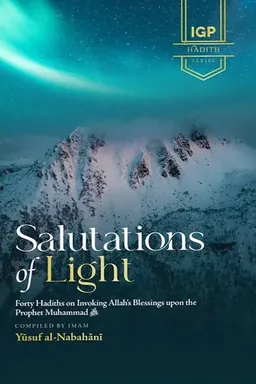 IGP
HADITH
SERIES
Salutations
of Light
Forty Hadiths on Invoking Allah's Blessings upon the
Prophet Muhammad ﷺ
COMPILED BY IMAM
Yūsuf al-Nabahānī